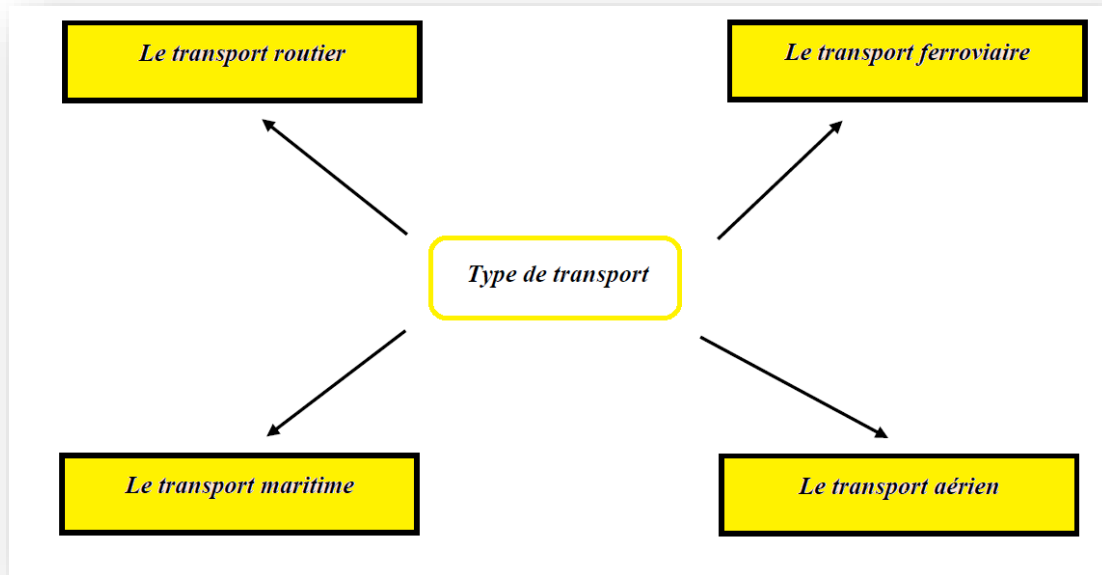 Le transport routier
Le transport ferroviaire
Type de transport
Le transport maritime
Le transport aérien